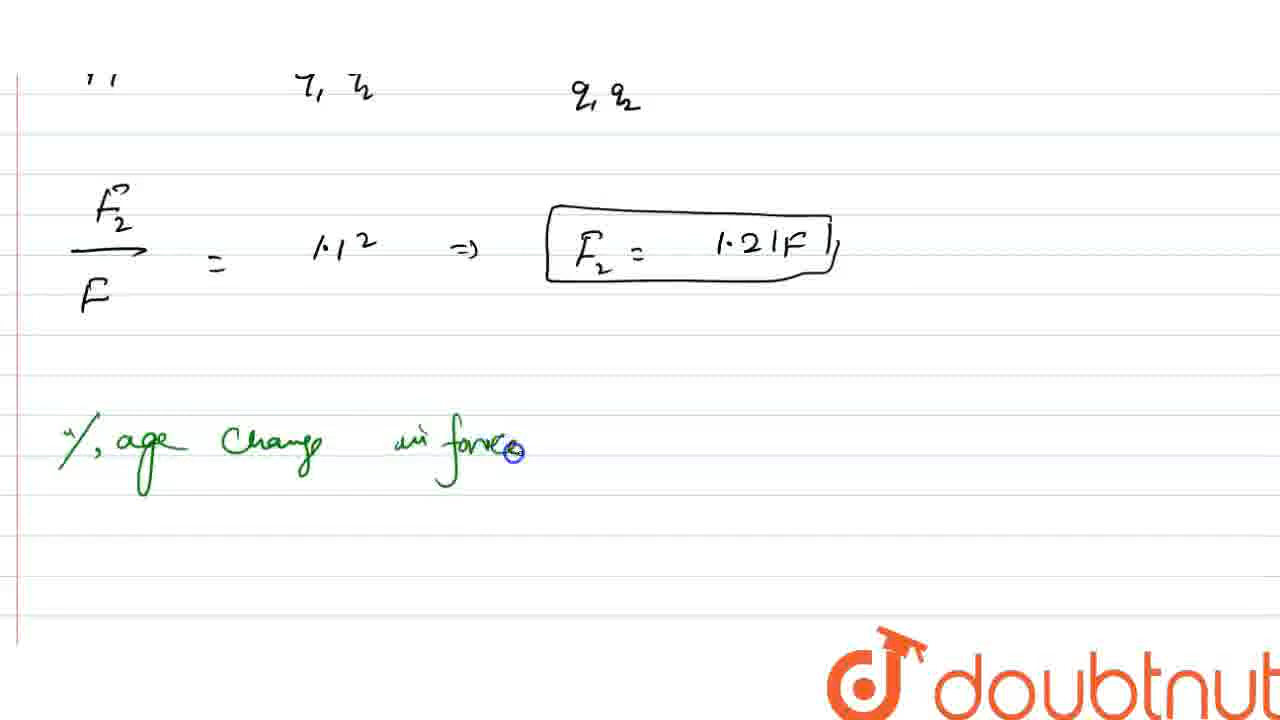 q₁ q₂
F₂ / F = 1.1² ⇒ F₂ = 1.21F
%age Change in force
doubtnut